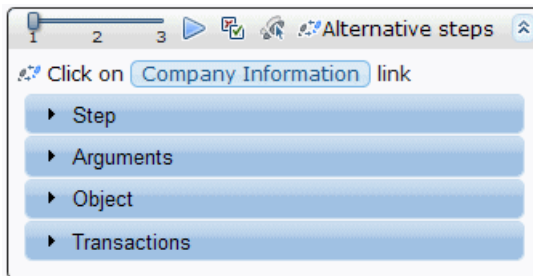 1 2 3 Alternative steps
Click on Company Information link
Step
Arguments
Object
Transactions